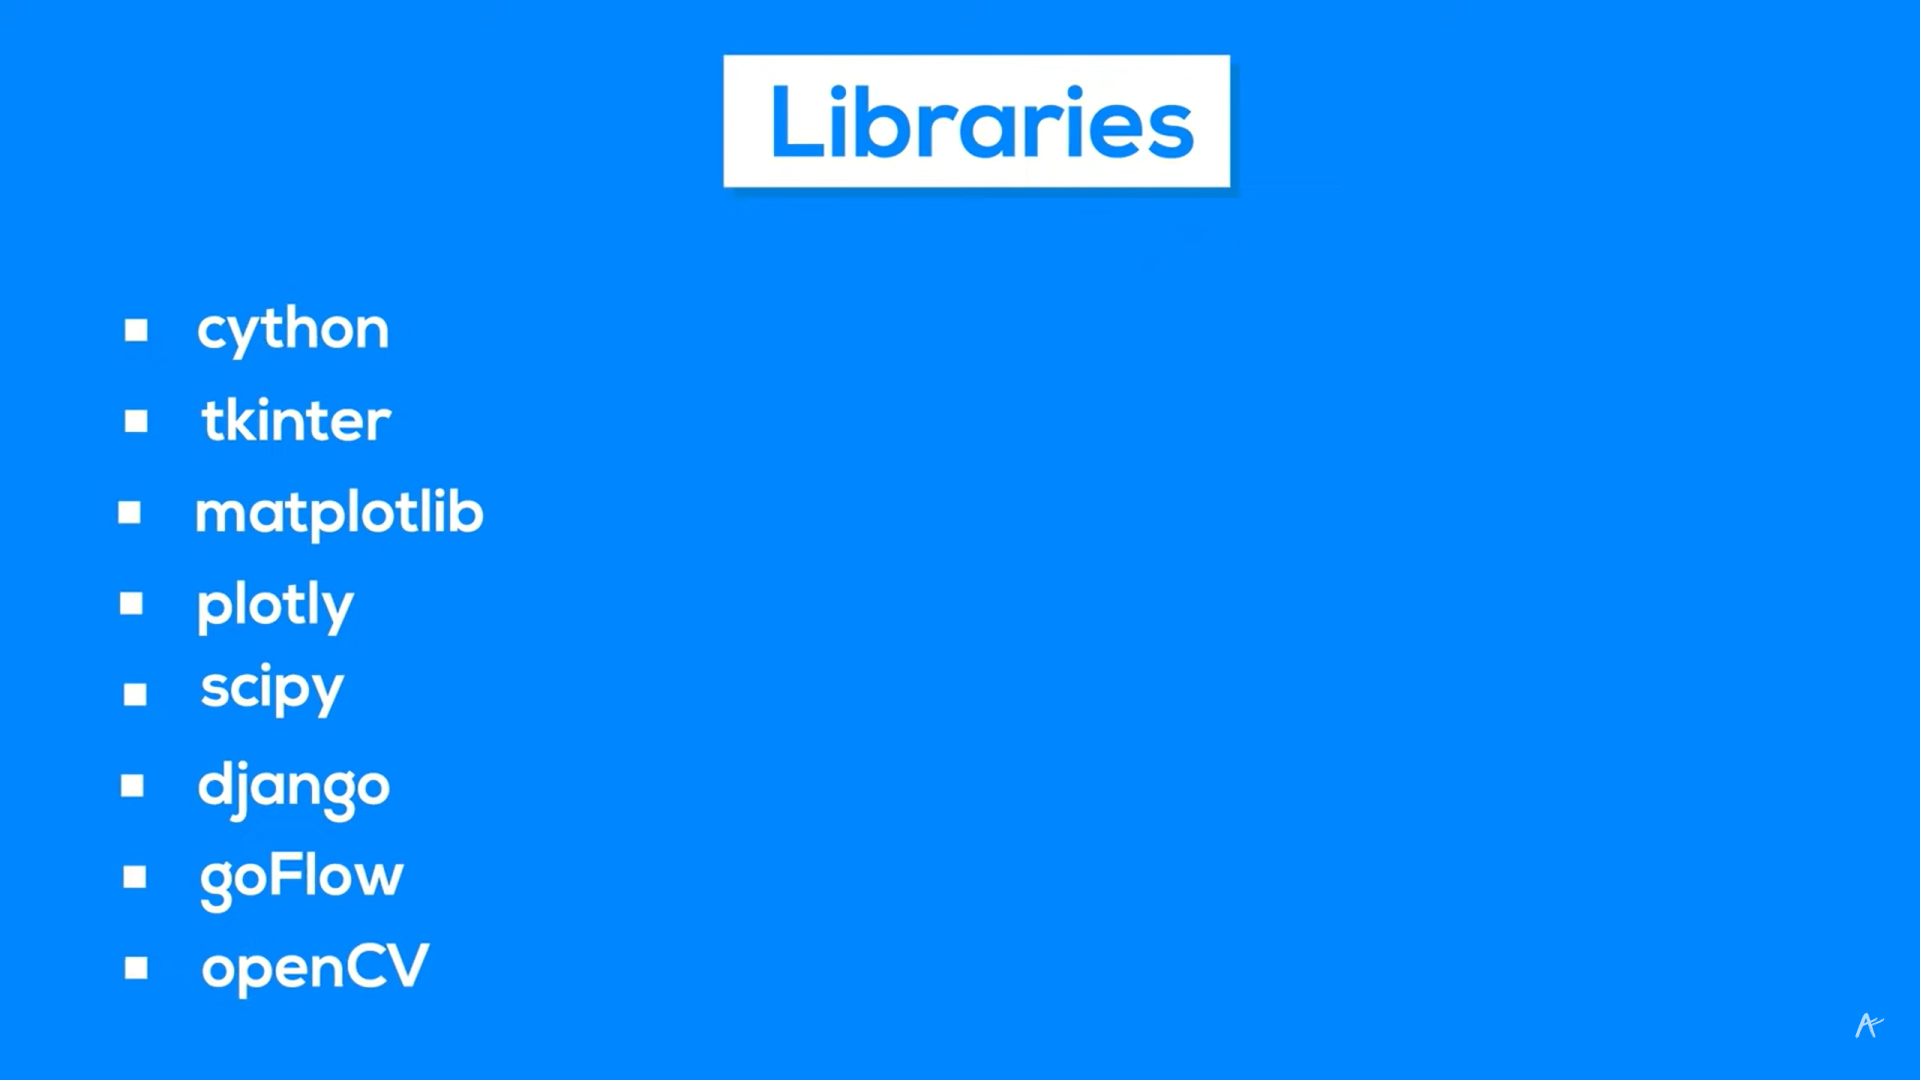 Libraries
cython
tkinter
matplotlib
plotly
scipy
django
goFlow
openCV